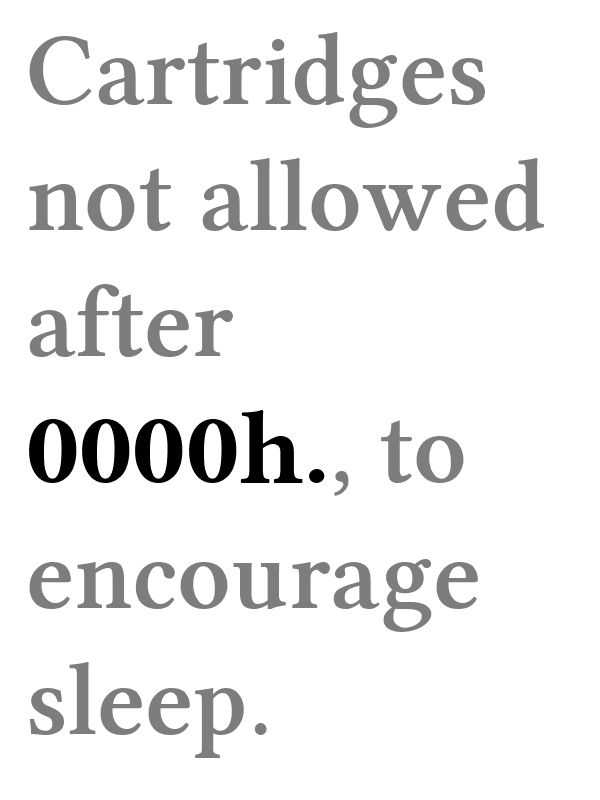 Cartridges
not allowed
after
0000h., to
encourage
sleep.